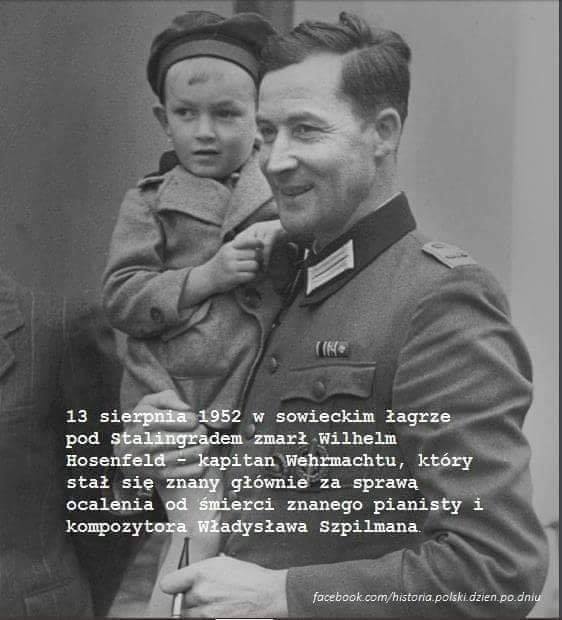 13 sierpnia 1952 w sowieckim łagrze
pod Stalingradem zmarł Wilhelm
Hosenfeld - kapitan Wehrmachtu, który
stał się znany głównie za sprawą
ocalenia od śmierci znanego pianisty i
kompozytora Władysława Szpilmana
facebook.com/historia.polski.dzien.po.dniu